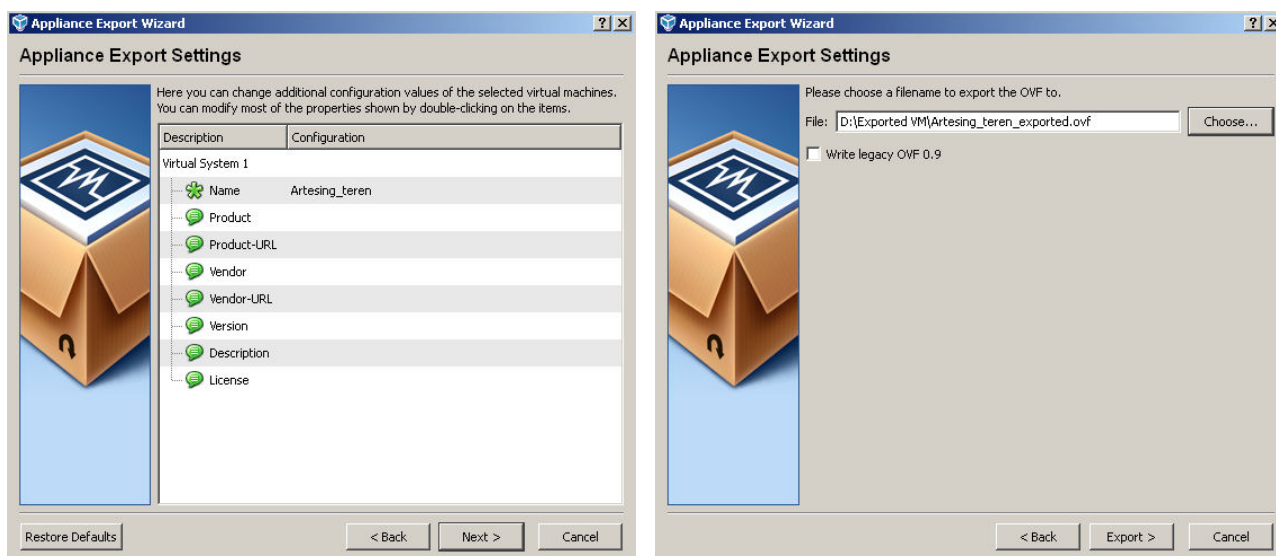 Appliance Export Wizard
Appliance Export Settings
Here you can change additional configuration values of the selected virtual machines.
You can modify most of the properties shown by double-clicking on the items.
Description Configuration
Virtual System 1
Name Artesing_teren
Product
Product-URL
Vendor
Vendor-URL
Version
Description
License
Restore Defaults < Back Next > Cancel
Appliance Export Wizard
Appliance Export Settings
Please choose a filename to export the OVF to.
File: D:\Exported VM\Artesing_teren_exported.ovf Choose...
Write legacy OVF 0.9
< Back Export > Cancel